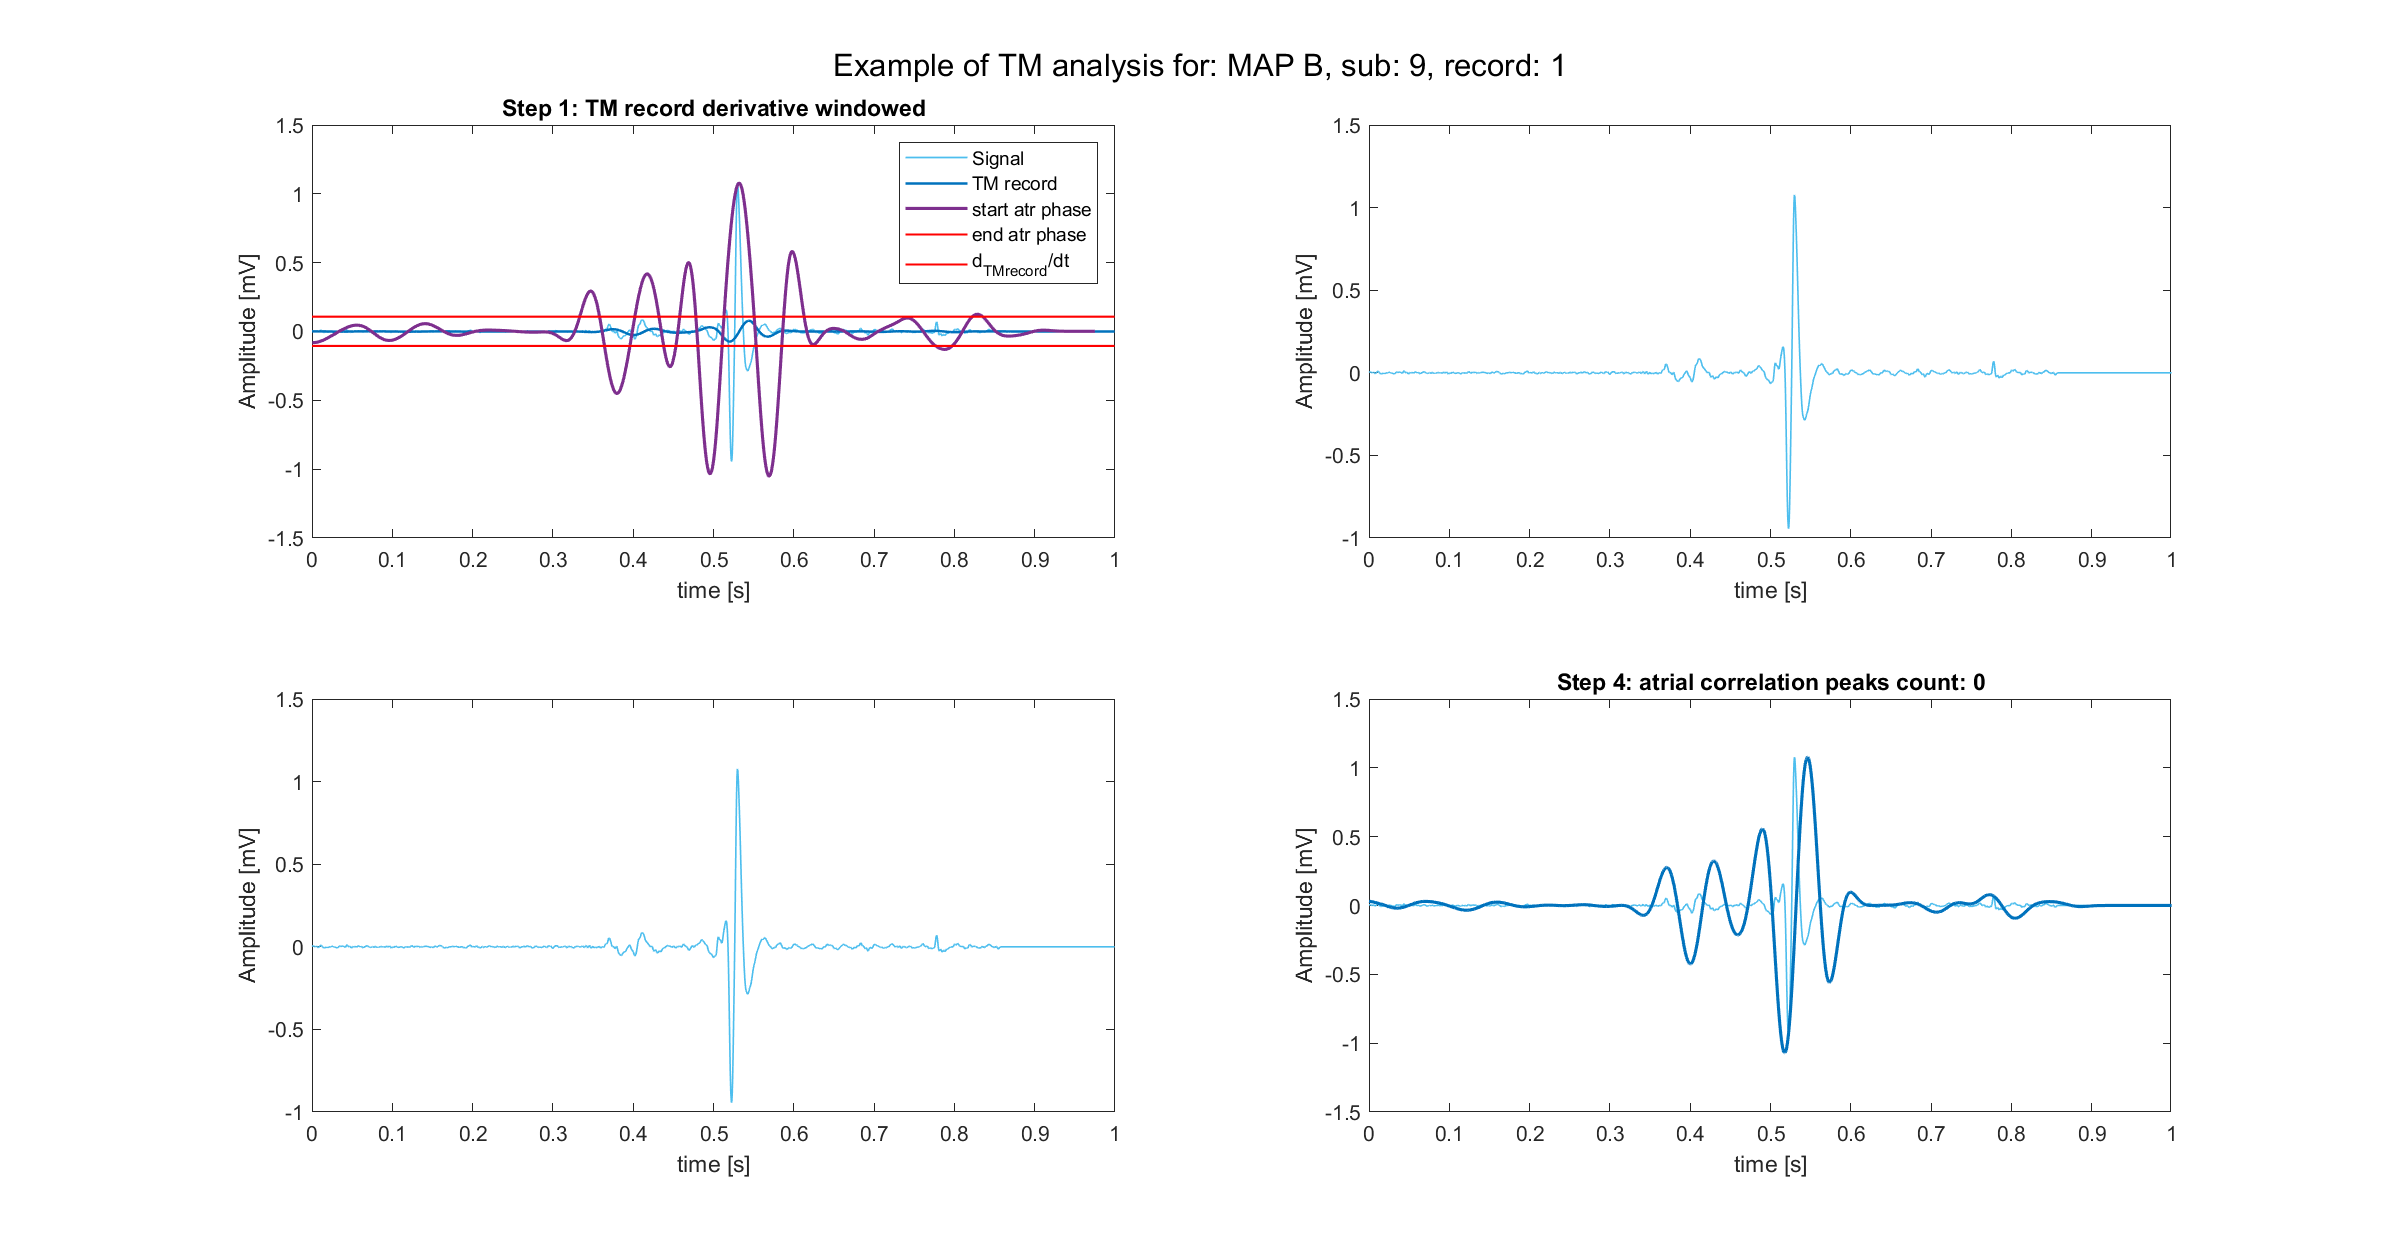 Example of TM analysis for: MAP B, sub: 9, record: 1
Step 1: TM record derivative windowed
Amplitude [mV]
1.5
1
0.5
0
-0.5
-1
-1.5
Signal
TM record
start atr phase
end atr phase
dTMrecord/dt
0 0.1 0.2 0.3 0.4 0.5 0.6 0.7 0.8 0.9 1
time [s]
Amplitude [mV]
1.5
1
0.5
0
-0.5
-1
0 0.1 0.2 0.3 0.4 0.5 0.6 0.7 0.8 0.9 1
time [s]
Amplitude [mV]
1.5
1
0.5
0
-0.5
-1
0 0.1 0.2 0.3 0.4 0.5 0.6 0.7 0.8 0.9 1
time [s]
Step 4: atrial correlation peaks count: 0
Amplitude [mV]
1.5
1
0.5
0
-0.5
-1
-1.5
0 0.1 0.2 0.3 0.4 0.5 0.6 0.7 0.8 0.9 1
time [s]